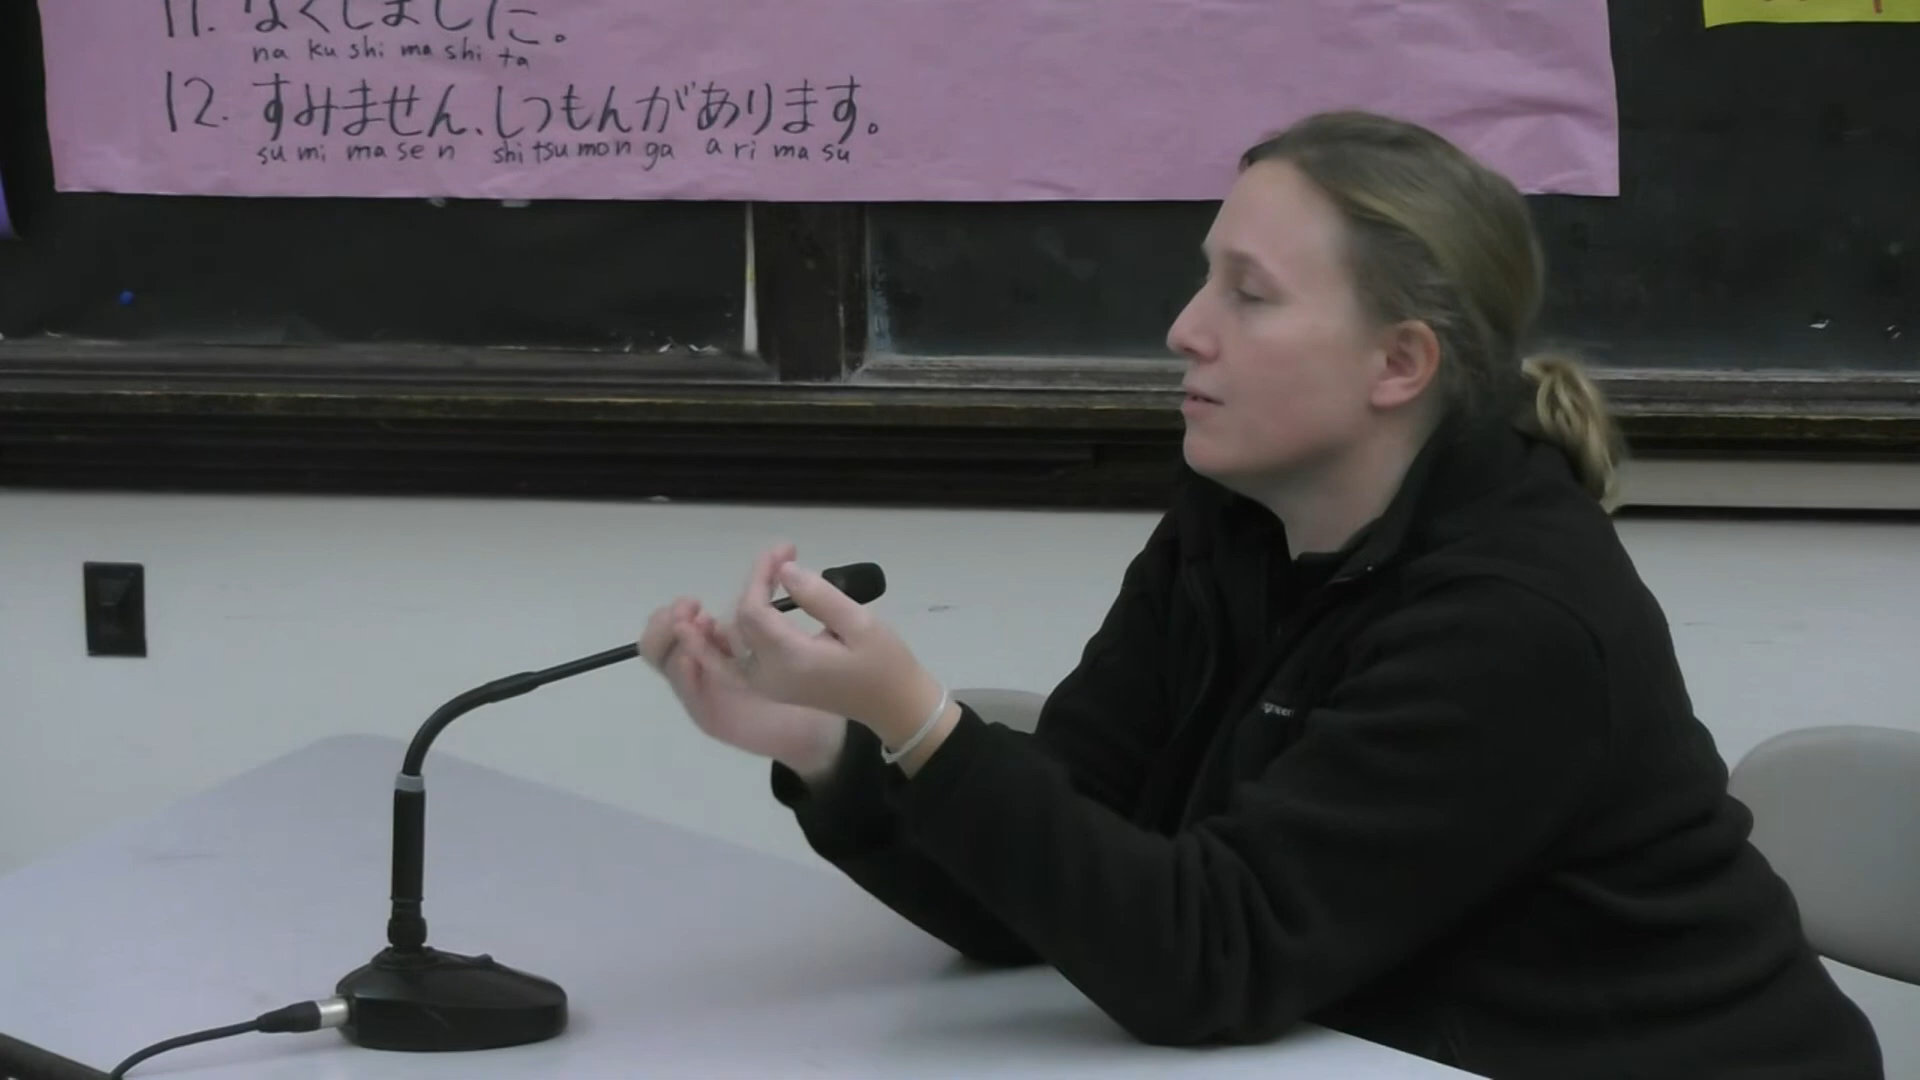 11. なくしました。
na ku shi ma shi ta
12. すみません、しつもんがあります。
su mi ma se n shi tsu mo n ga a ri ma su